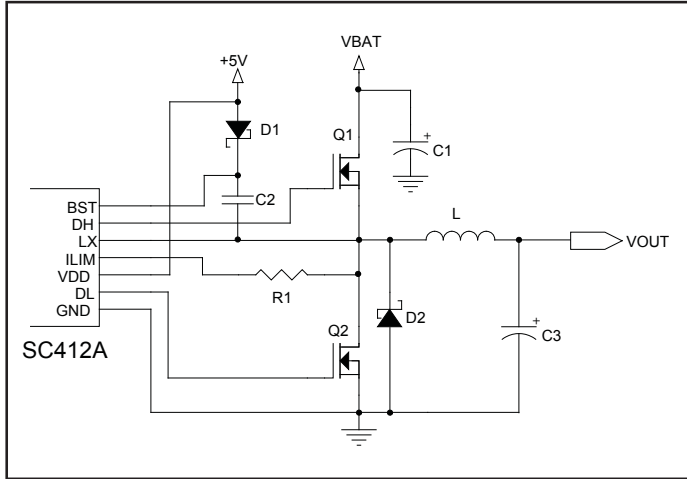 VBAT
+5V
D1
Q1
+
C1
C2
BST
DH
LX
ILIM
VDD
DL
GND
SC412A
R1
L
VOUT
Q2
D2
+
C3